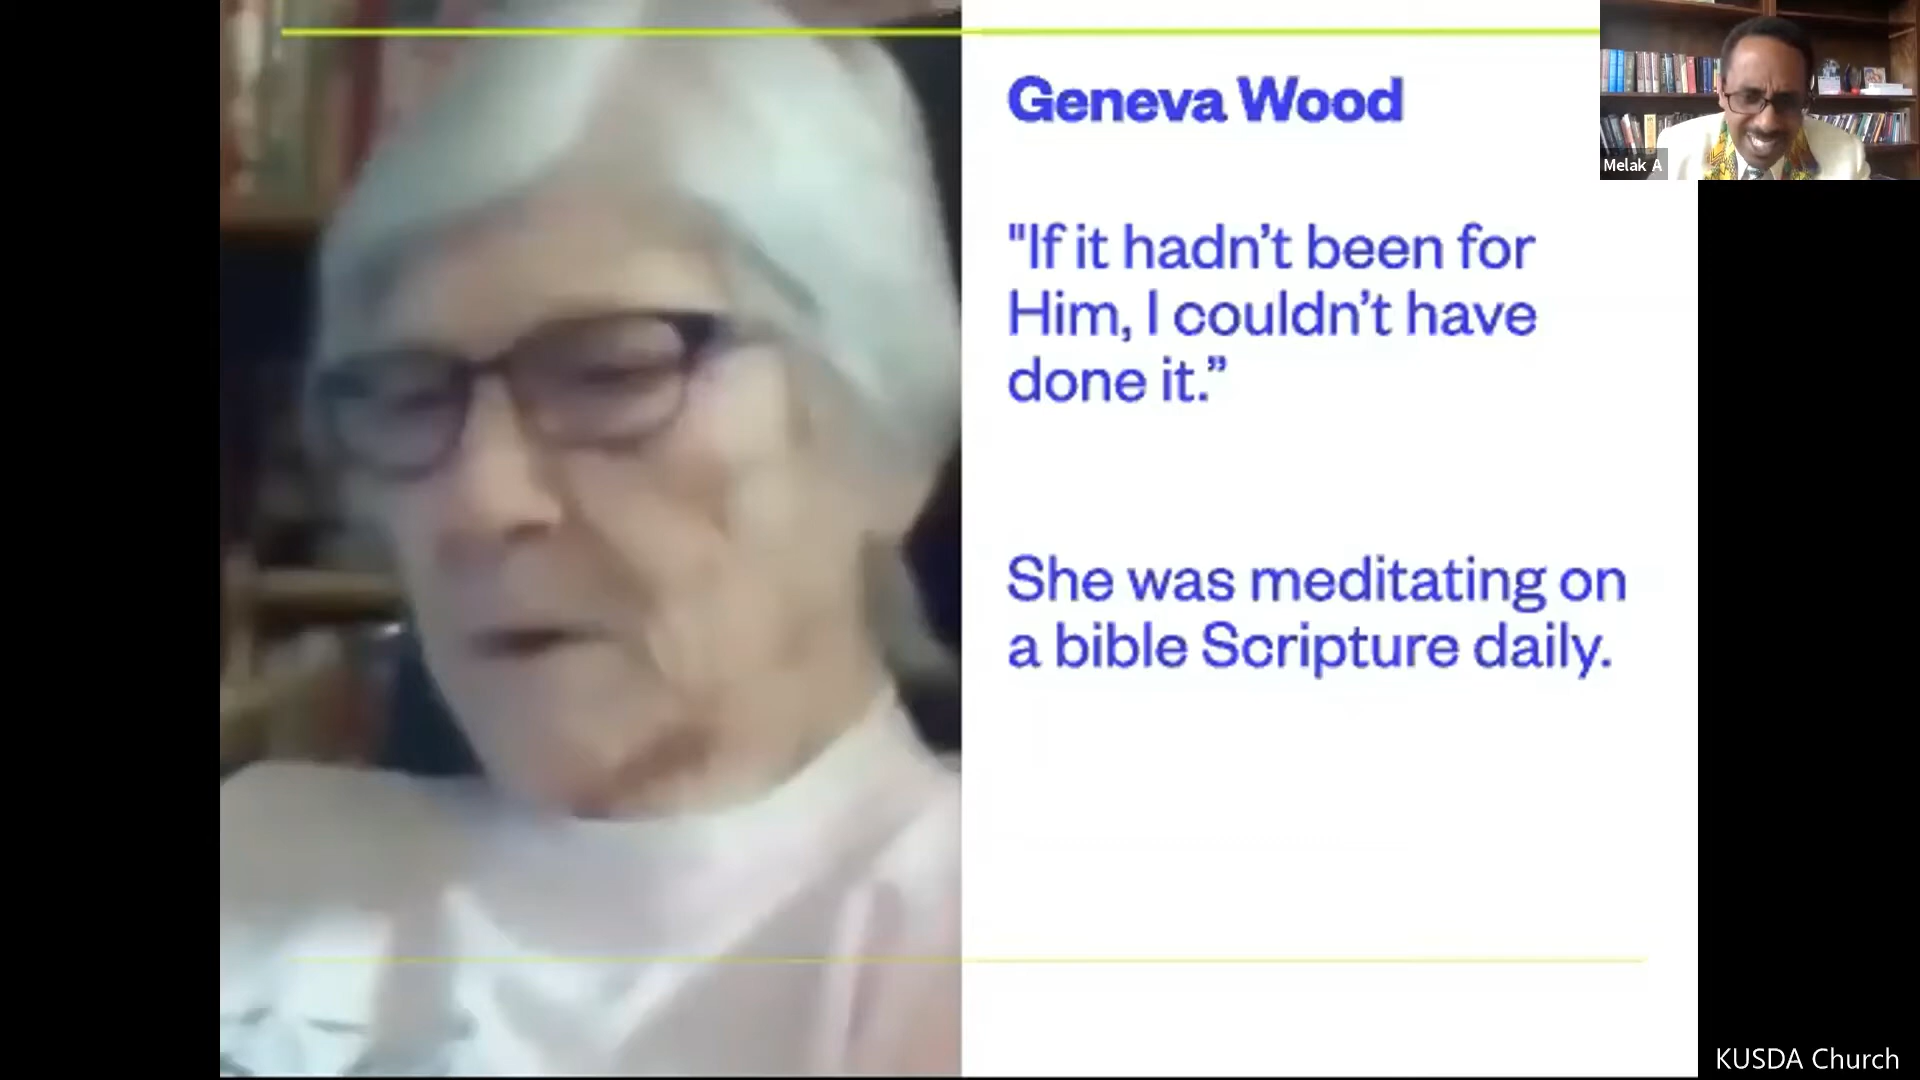 Geneva Wood
"If it hadn’t been for
Him, I couldn’t have
done it.”
She was meditating on
a bible Scripture daily.
Melak A
KUSDA Church